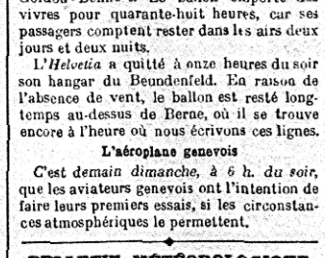 vivres pour quarante-huit heures, car ses
passagers comptent rester dans les airs deux
jours et deux nuits.
L'Helvetia a quitté à onze heures du soir
son hangar du Beundenfeld. En raison de
l'absence de vent, le ballon est resté long-
temps au-dessus de Berne, où il se trouve
encore à l'heure où nous écrivons ces lignes.
L'aéroplane genevois
C'est demain dimanche, à 6 h. du soir,
que les aviateurs genevois ont l'intention de
faire leurs premiers essais, si les circonstan-
ces atmosphériques le permettent.